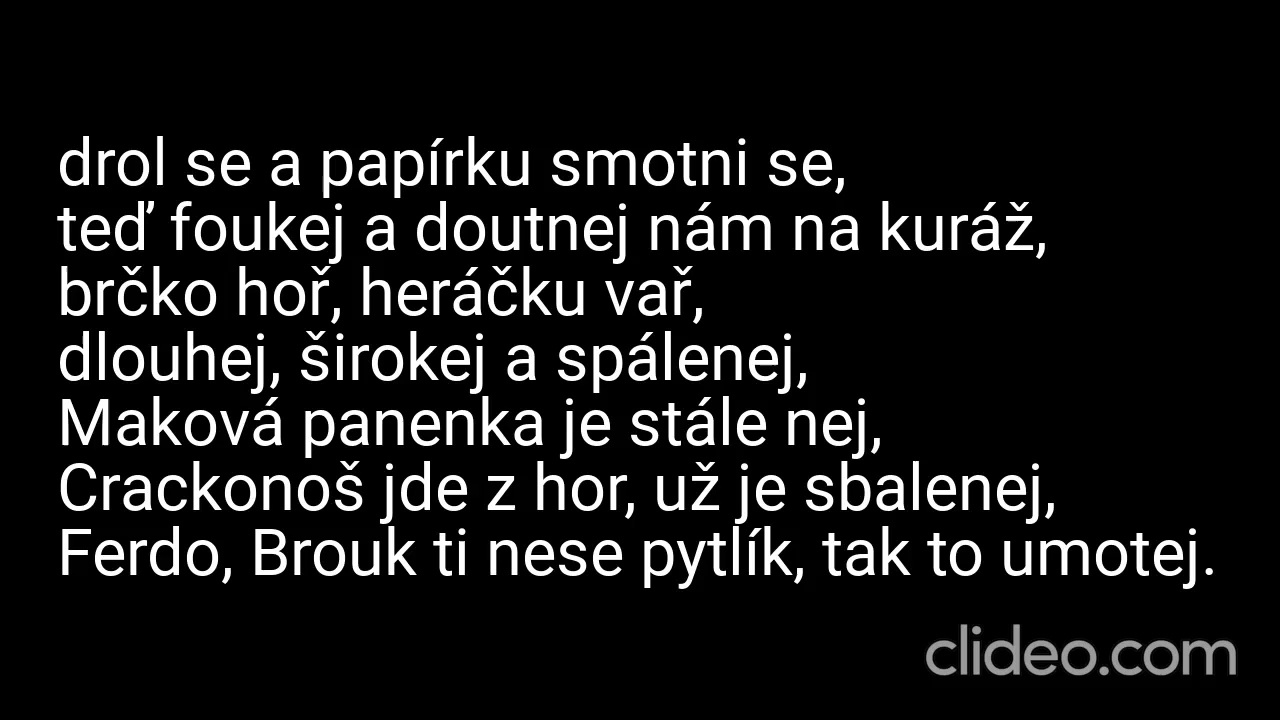 drol se a papírku smotni se,
teď foukej a doutnej nám na kuráž,
brčko hoř, heráčku vař,
dlouhej, širokej a spálenej,
Maková panenka je stále nej,
Crackonoš jde z hor, už je sbalenej,
Ferdo, Brouk ti nese pytlík, tak to umotej.
clideo.com